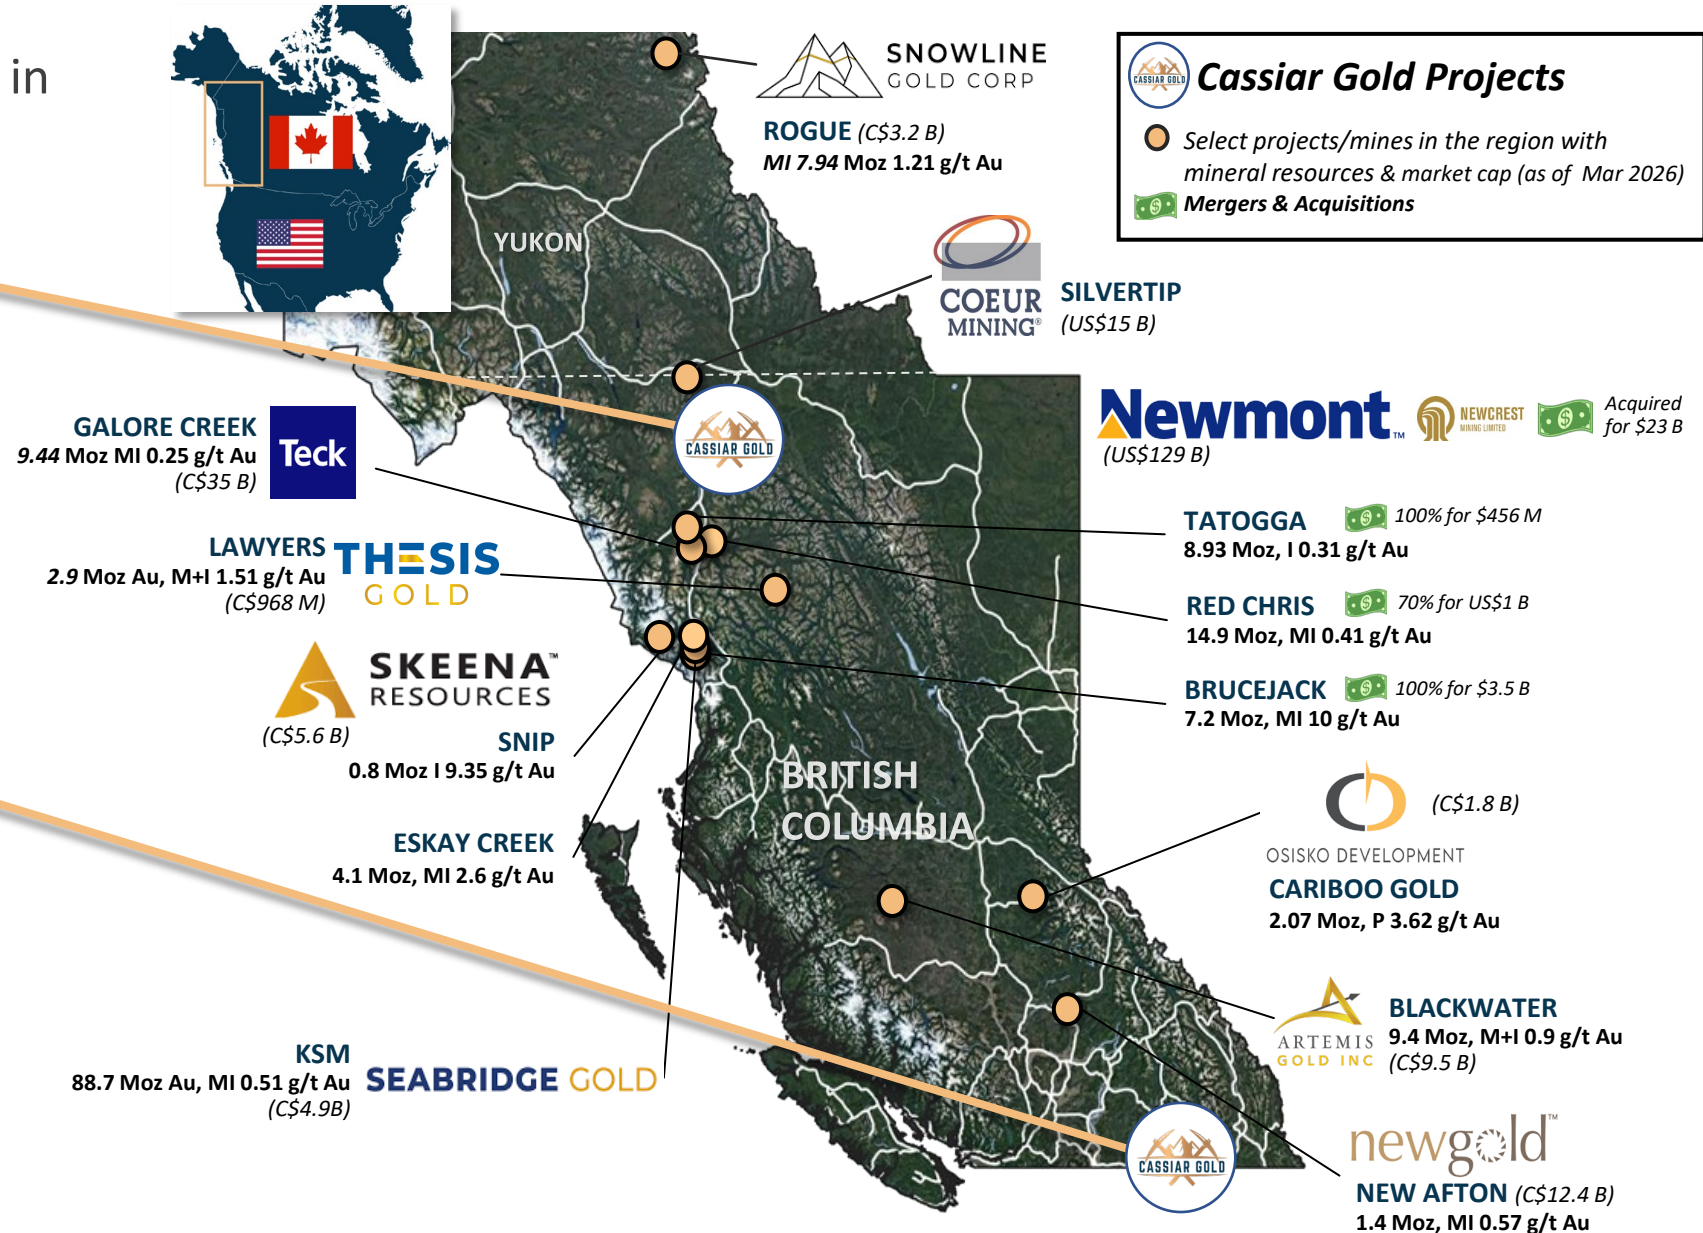 in
SNOWLINE
GOLD CORP
ROGUE (C$3.2 B)
MI 7.94 Moz 1.21 g/t Au
CASSIAR GOLD
Cassiar Gold Projects
Select projects/mines in the region with
mineral resources & market cap (as of Mar 2026)
Mergers & Acquisitions
YUKON
COEUR
MINING®
SILVERTIP
(US$15 B)
CASSIAR GOLD
GALORE CREEK
9.44 Moz MI 0.25 g/t Au
(C$35 B)
Teck
Newmont™
(US$129 B)
NEWCREST
MINING LIMITED
Acquired
for $23 B
LAWYERS
2.9 Moz Au, M+I 1.51 g/t Au
(C$968 M)
THESIS
GOLD
TATOGGA
100% for $456 M
8.93 Moz, I 0.31 g/t Au
RED CHRIS
70% for US$1 B
14.9 Moz, MI 0.41 g/t Au
BRUCEJACK
100% for $3.5 B
7.2 Moz, MI 10 g/t Au
SKEENA™
RESOURCES
(C$5.6 B)
SNIP
0.8 Moz I 9.35 g/t Au
ESKAY CREEK
4.1 Moz, MI 2.6 g/t Au
BRITISH
COLUMBIA
(C$1.8 B)
OSISKO DEVELOPMENT
CARIBOO GOLD
2.07 Moz, P 3.62 g/t Au
ARTEMIS
GOLD INC
BLACKWATER
9.4 Moz, M+I 0.9 g/t Au
(C$9.5 B)
KSM
88.7 Moz Au, MI 0.51 g/t Au
(C$4.9B)
SEABRIDGE GOLD
CASSIAR GOLD
newgold™
NEW AFTON (C$12.4 B)
1.4 Moz, MI 0.57 g/t Au